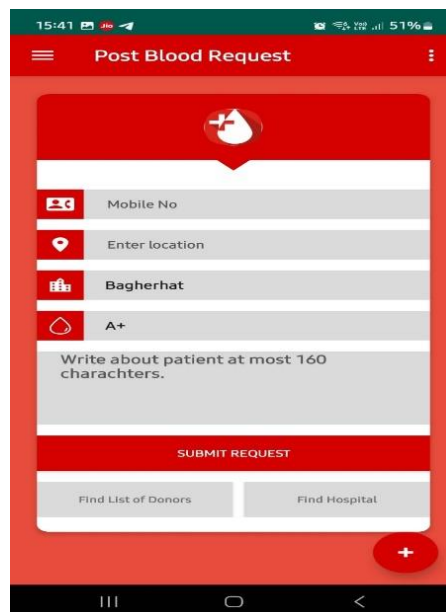 15:41 Jio 51%
Post Blood Request
Mobile No
Enter location
Bagherhat
A+
Write about patient at most 160
charachters.
SUBMIT REQUEST
Find List of Donors Find Hospital